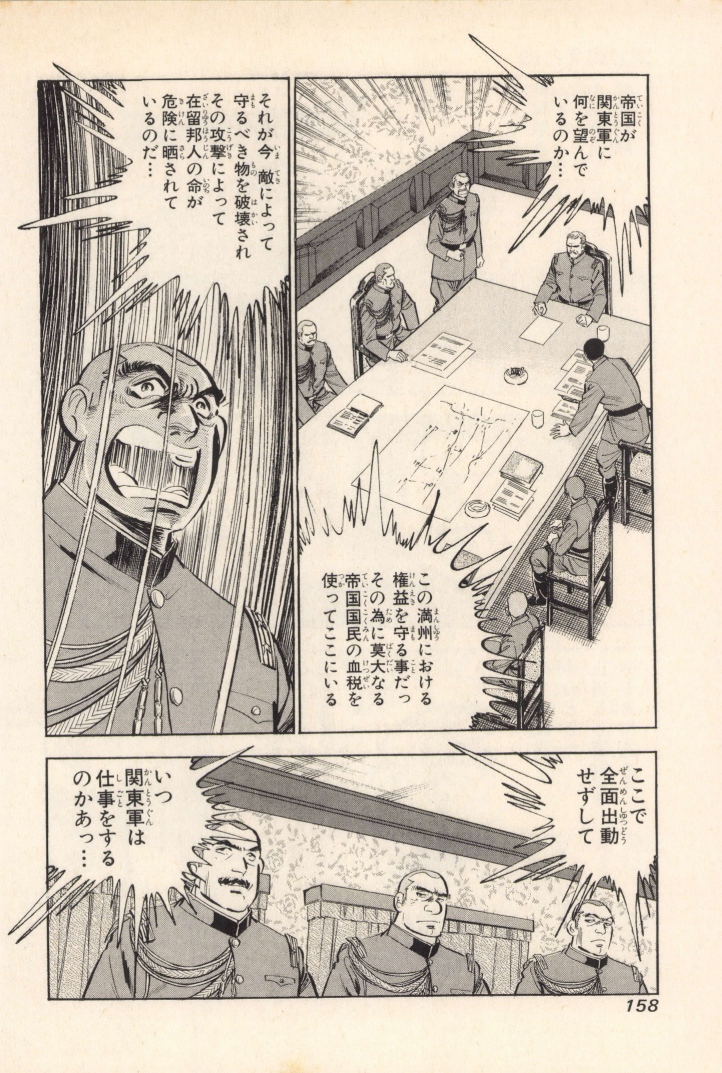 帝国が
関東軍に
何を望んで
いるのか…
この満州における
権益を守る事だっ
その為に莫大なる
帝国国民の血税を
使ってここにいる
それが今敵によって
守るべき物を破壊され
その攻撃によって
在留邦人の命が
危険に晒されて
いるのだ…
ここで
全面出動
せずして
いつ
関東軍は
仕事をする
のかあっ…
158